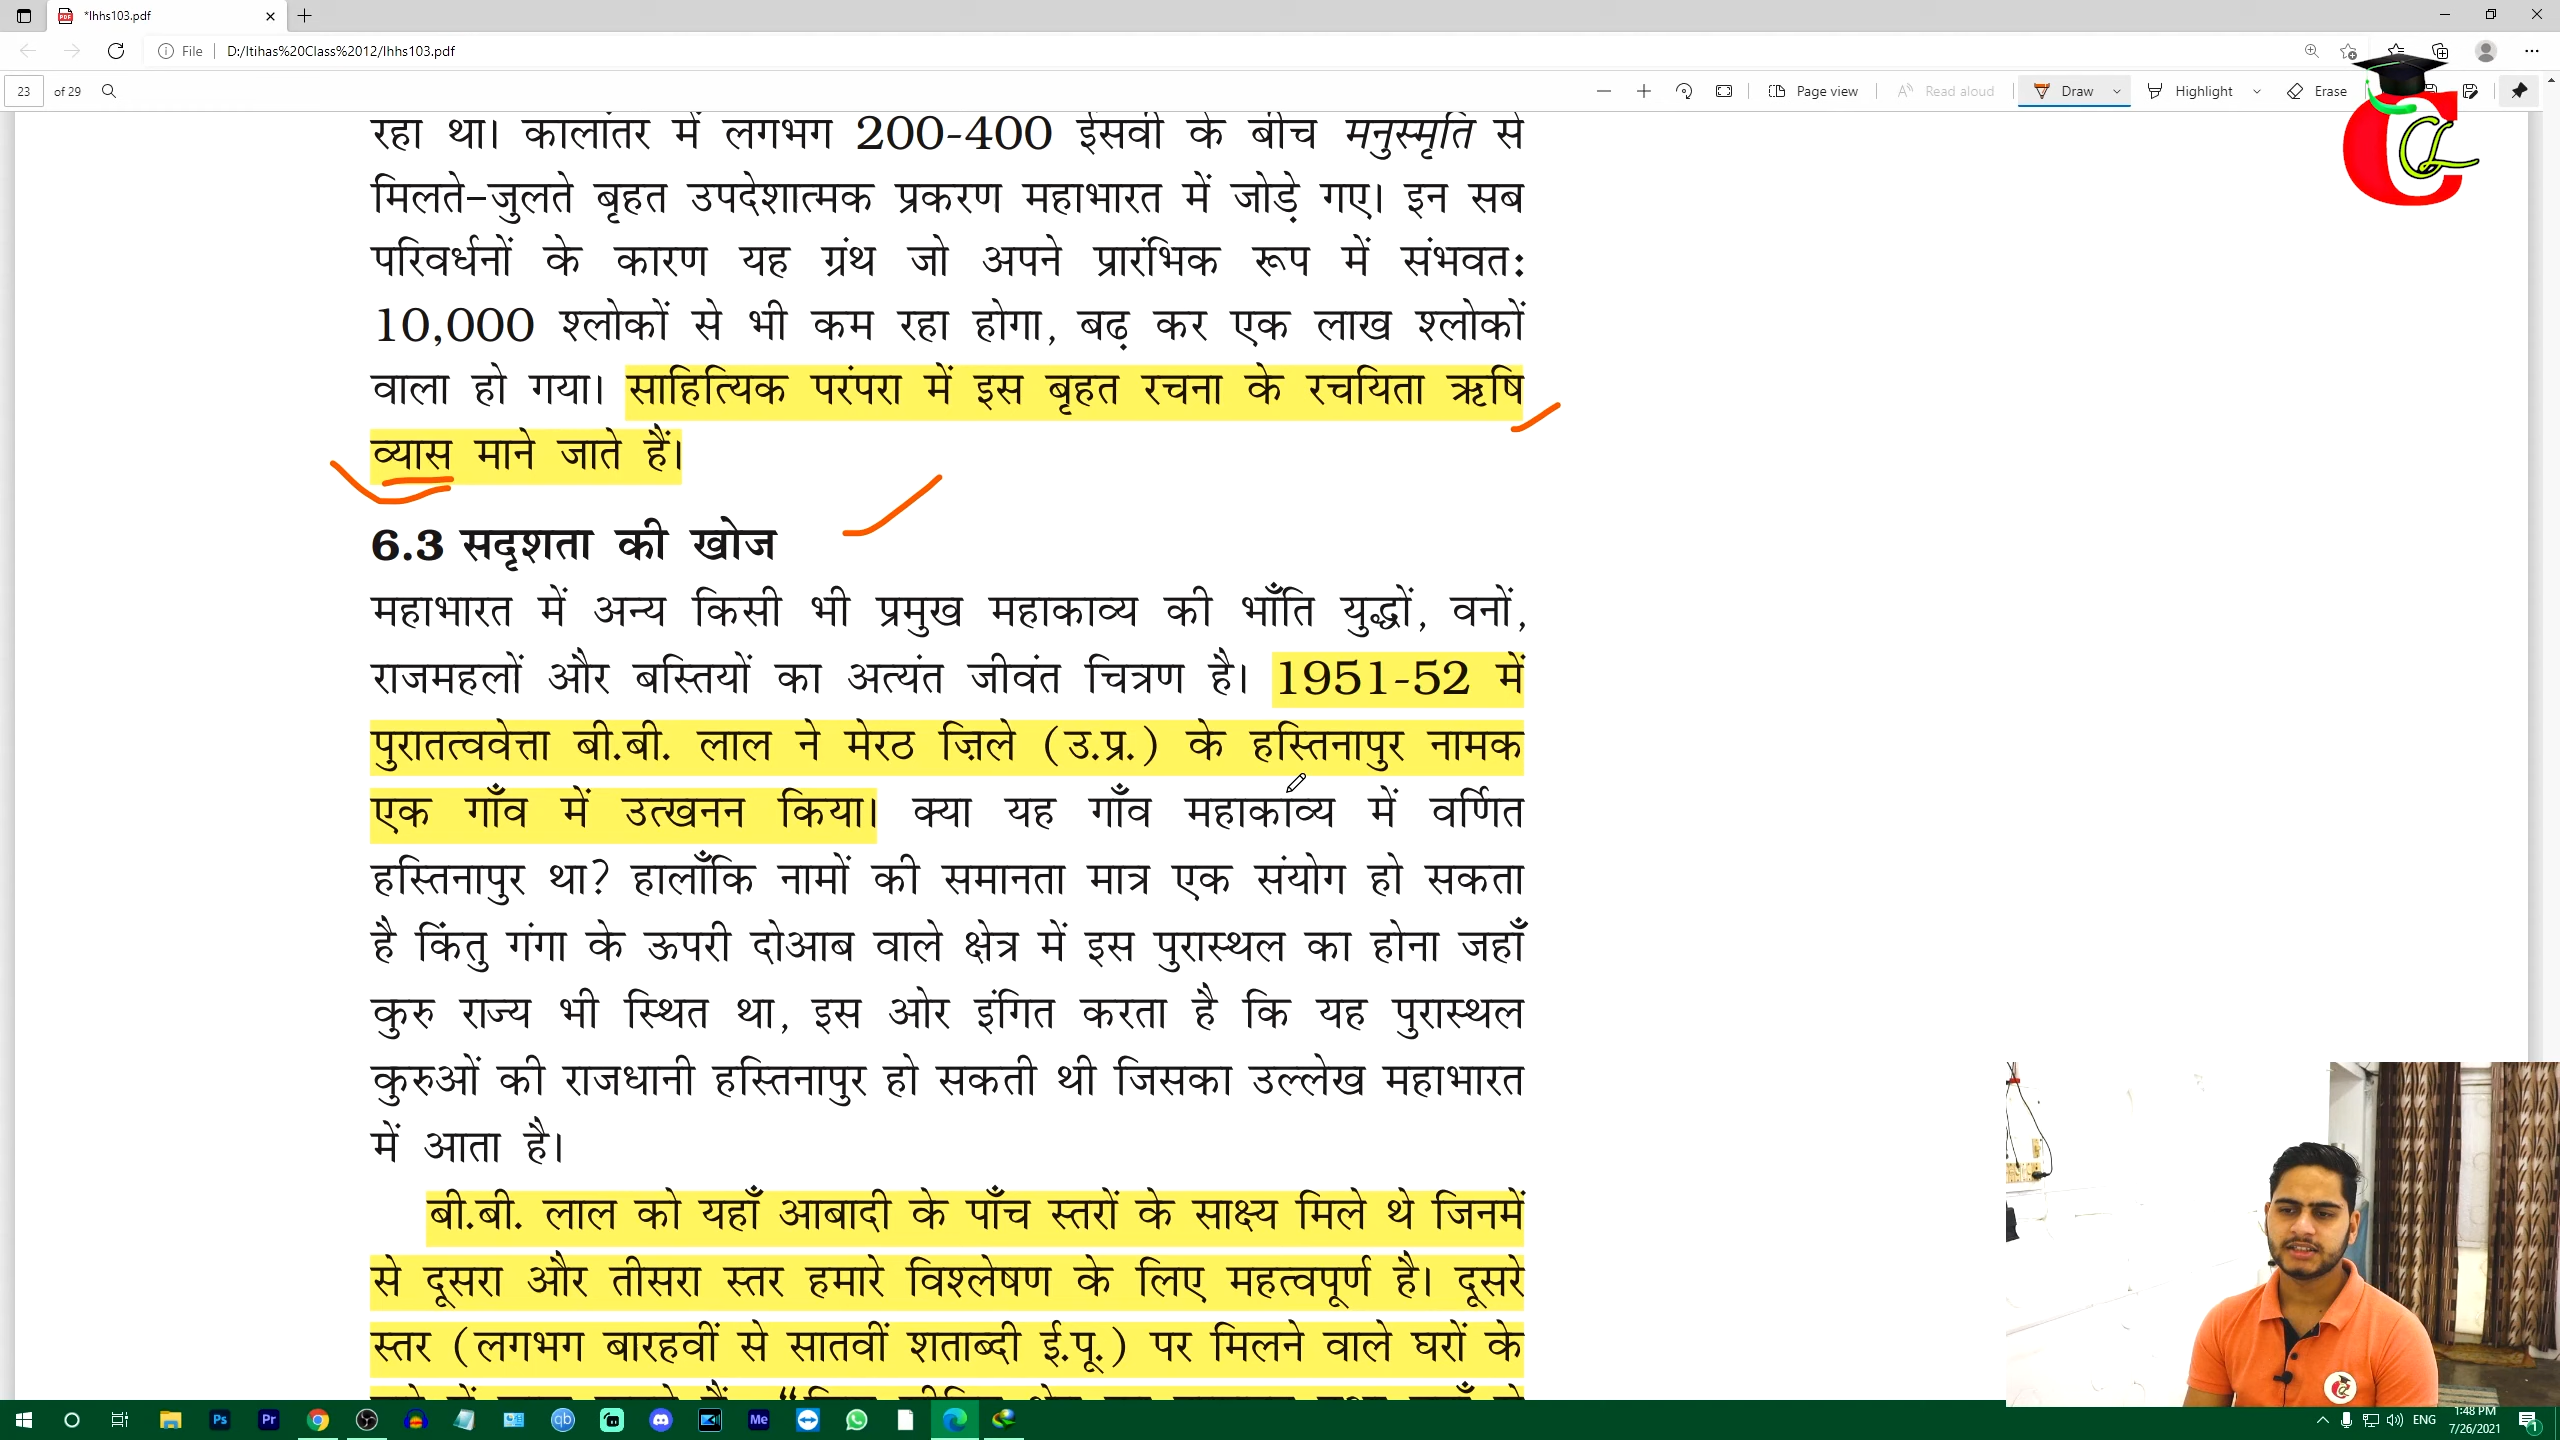 *lhhs103.pdf
File D:/Itihas%20Class%2012/lhhs103.pdf
23 of 29 Page view Read aloud Draw Highlight Erase
रहा था। कालांतर में लगभग 200-400 ईसवी के बीच मनुस्मृति से
मिलते-जुलते बृहत उपदेशात्मक प्रकरण महाभारत में जोड़े गए। इन सब
परिवर्धनों के कारण यह ग्रंथ जो अपने प्रारंभिक रूप में संभवत:
10,000 श्लोकों से भी कम रहा होगा, बढ़ कर एक लाख श्लोकों
वाला हो गया। साहित्यिक परंपरा में इस बृहत रचना के रचयिता ऋषि
व्यास माने जाते हैं।
6.3 सदृशता की खोज
महाभारत में अन्य किसी भी प्रमुख महाकाव्य की भाँति युद्धों, वनों,
राजमहलों और बस्तियों का अत्यंत जीवंत चित्रण है। 1951-52 में
पुरातत्ववेत्ता बी.बी. लाल ने मेरठ ज़िले (उ.प्र.) के हस्तिनापुर नामक
एक गाँव में उत्खनन किया। क्या यह गाँव महाकाव्य में वर्णित
हस्तिनापुर था? हालाँकि नामों की समानता मात्र एक संयोग हो सकता
है किंतु गंगा के ऊपरी दोआब वाले क्षेत्र में इस पुरास्थल का होना जहाँ
कुरु राज्य भी स्थित था, इस ओर इंगित करता है कि यह पुरास्थल
कुरुओं की राजधानी हस्तिनापुर हो सकती थी जिसका उल्लेख महाभारत
में आता है।
बी.बी. लाल को यहाँ आबादी के पाँच स्तरों के साक्ष्य मिले थे जिनमें
से दूसरा और तीसरा स्तर हमारे विश्लेषण के लिए महत्वपूर्ण है। दूसरे
स्तर (लगभग बारहवीं से सातवीं शताब्दी ई.पू.) पर मिलने वाले घरों के
Ps Pr qb Me ENG
1:48 PM
7/26/2021